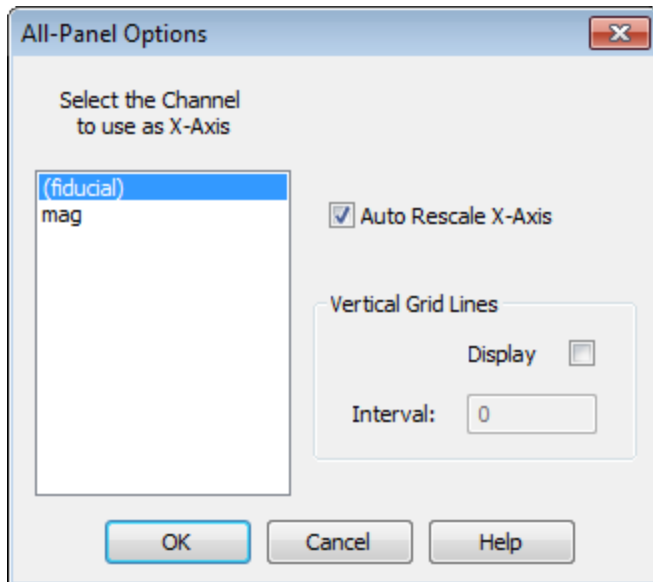 All-Panel Options
Select the Channel
to use as X-Axis
(fiducial)
mag
Auto Rescale X-Axis
Vertical Grid Lines
Display
Interval:
0
OK
Cancel
Help